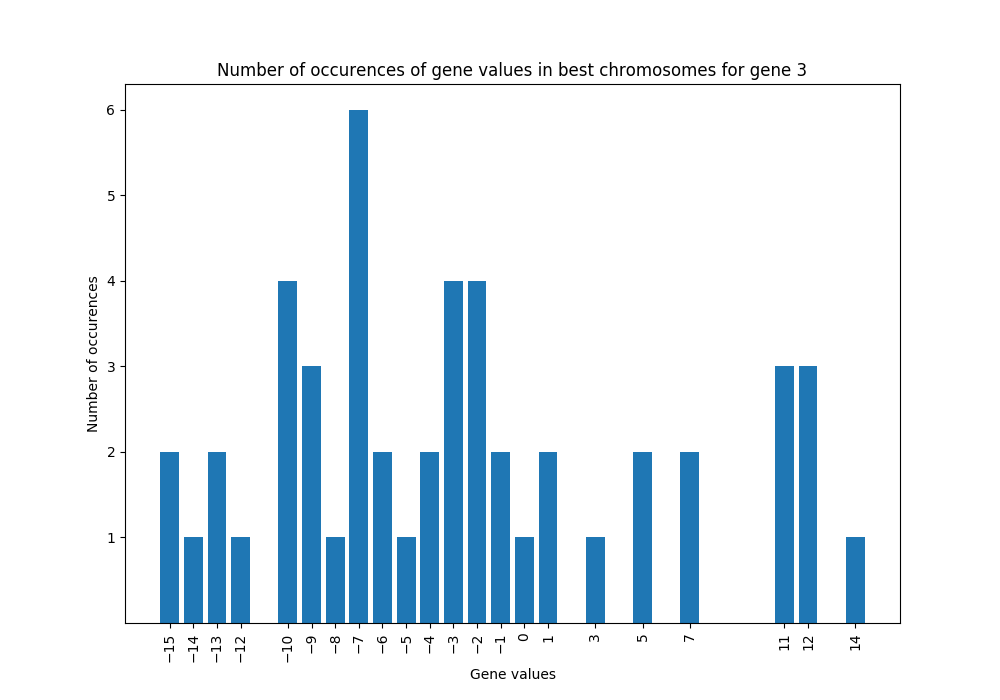 Number of occurences of gene values in best chromosomes for gene 3
Number of occurences
6
5
4
3
2
1
−15 −14 −13 −12 −10 −9 −8 −7 −6 −5 −4 −3 −2 −1 0 1 3 5 7 11 12 14
Gene values